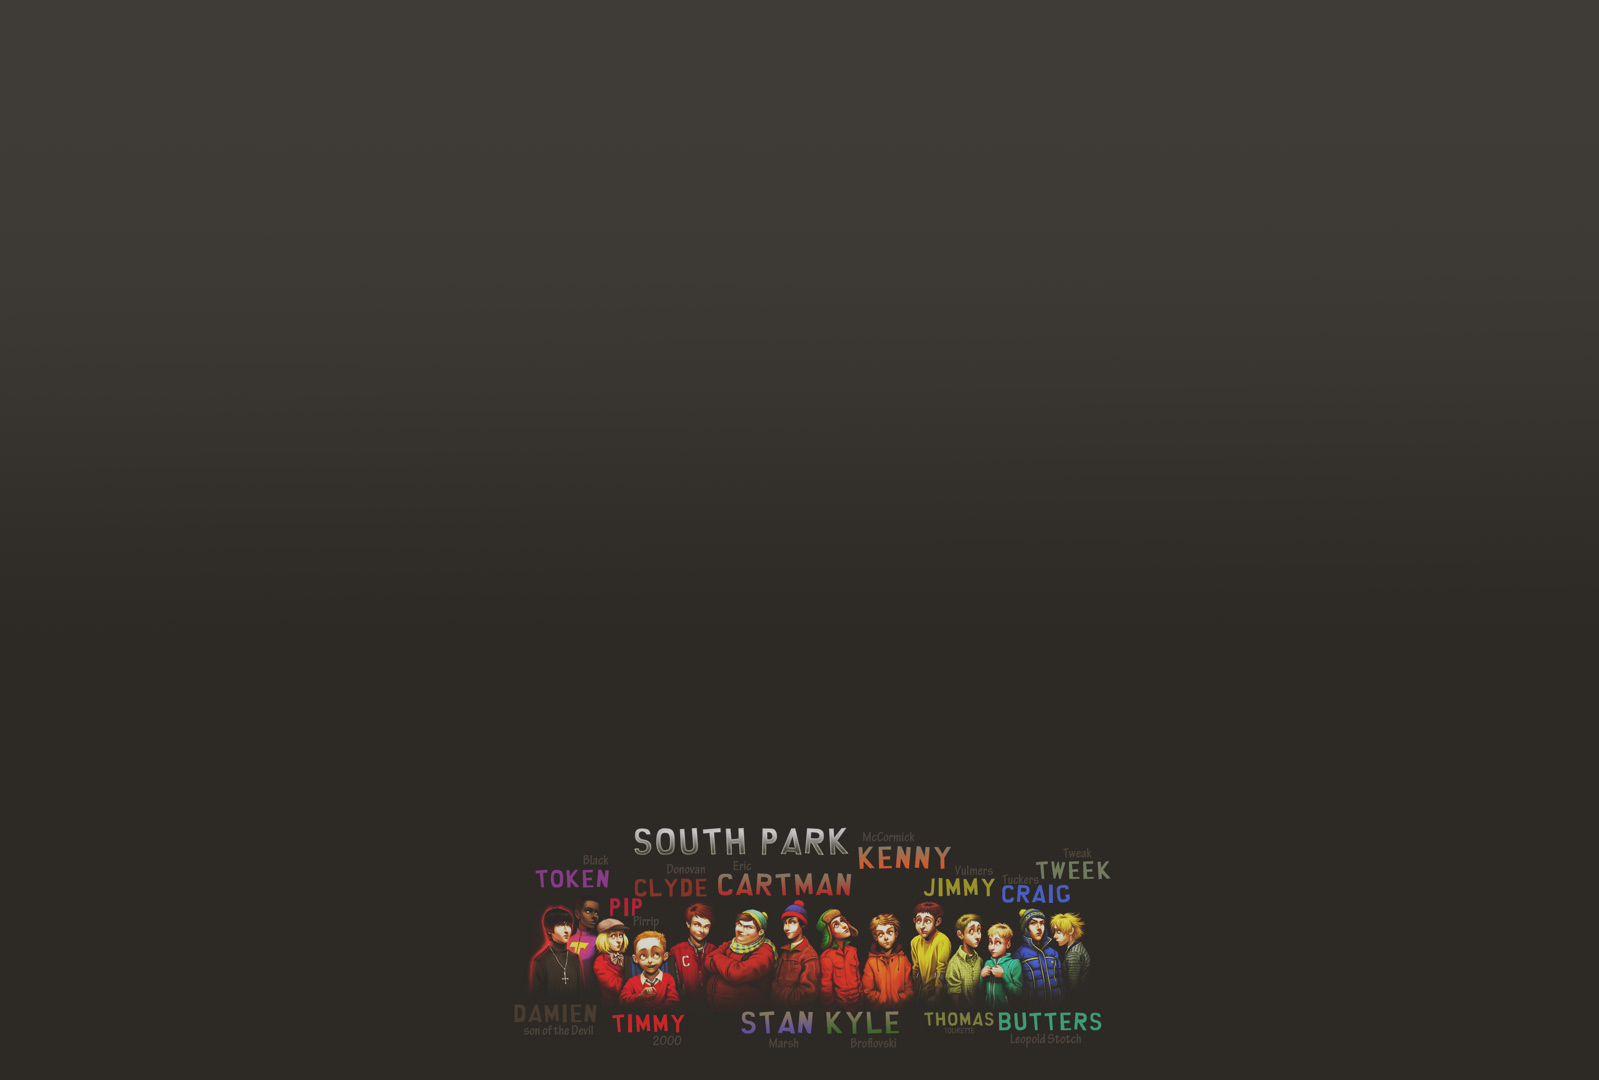 SOUTH PARK
McCormick
KENNY
Black
TOKEN
Donovan
CLYDE
Eric
CARTMAN
Vulmers
JIMMY
Tuckers
CRAIG
Tweak
TWEEK
PIP
Pirrip
C
T
DAMIEN
son of the Devil
TIMMY
2000
STAN
Marsh
KYLE
Broflovski
THOMAS
TOURETTE
BUTTERS
Leopold Stotch